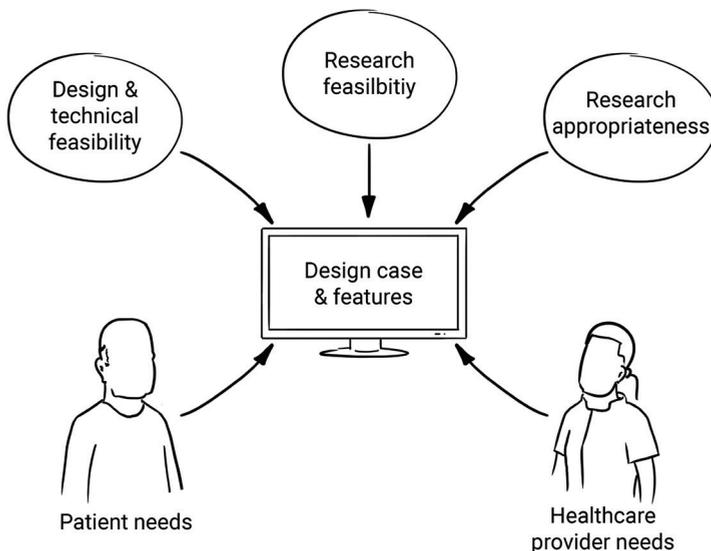 Research
feasilbitiy
Design &
technical
feasibility
Research
appropriateness
Design case
& features
Patient needs
Healthcare
provider needs